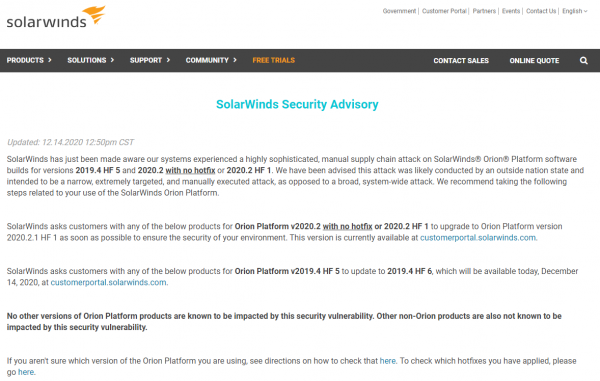 solarwinds
Government | Customer Portal | Partners | Events | Contact Us | English
PRODUCTS SOLUTIONS SUPPORT COMMUNITY FREE TRIALS CONTACT SALES ONLINE QUOTE
SolarWinds Security Advisory
Updated: 12.14.2020 12:50pm CST
SolarWinds has just been made aware our systems experienced a highly sophisticated, manual supply chain attack on SolarWinds® Orion® Platform software
builds for versions 2019.4 HF 5 and 2020.2 with no hotfix or 2020.2 HF 1. We have been advised this attack was likely conducted by an outside nation state and
intended to be a narrow, extremely targeted, and manually executed attack, as opposed to a broad, system-wide attack. We recommend taking the following
steps related to your use of the SolarWinds Orion Platform.
SolarWinds asks customers with any of the below products for Orion Platform v2020.2 with no hotfix or 2020.2 HF 1 to upgrade to Orion Platform version
2020.2.1 HF 1 as soon as possible to ensure the security of your environment. This version is currently available at customerportal.solarwinds.com.
SolarWinds asks customers with any of the below products for Orion Platform v2019.4 HF 5 to update to 2019.4 HF 6, which will be available today, December
14, 2020, at customerportal.solarwinds.com.
No other versions of Orion Platform products are known to be impacted by this security vulnerability. Other non-Orion products are also not known to be
impacted by this security vulnerability.
If you aren't sure which version of the Orion Platform you are using, see directions on how to check that here. To check which hotfixes you have applied, please
go here.